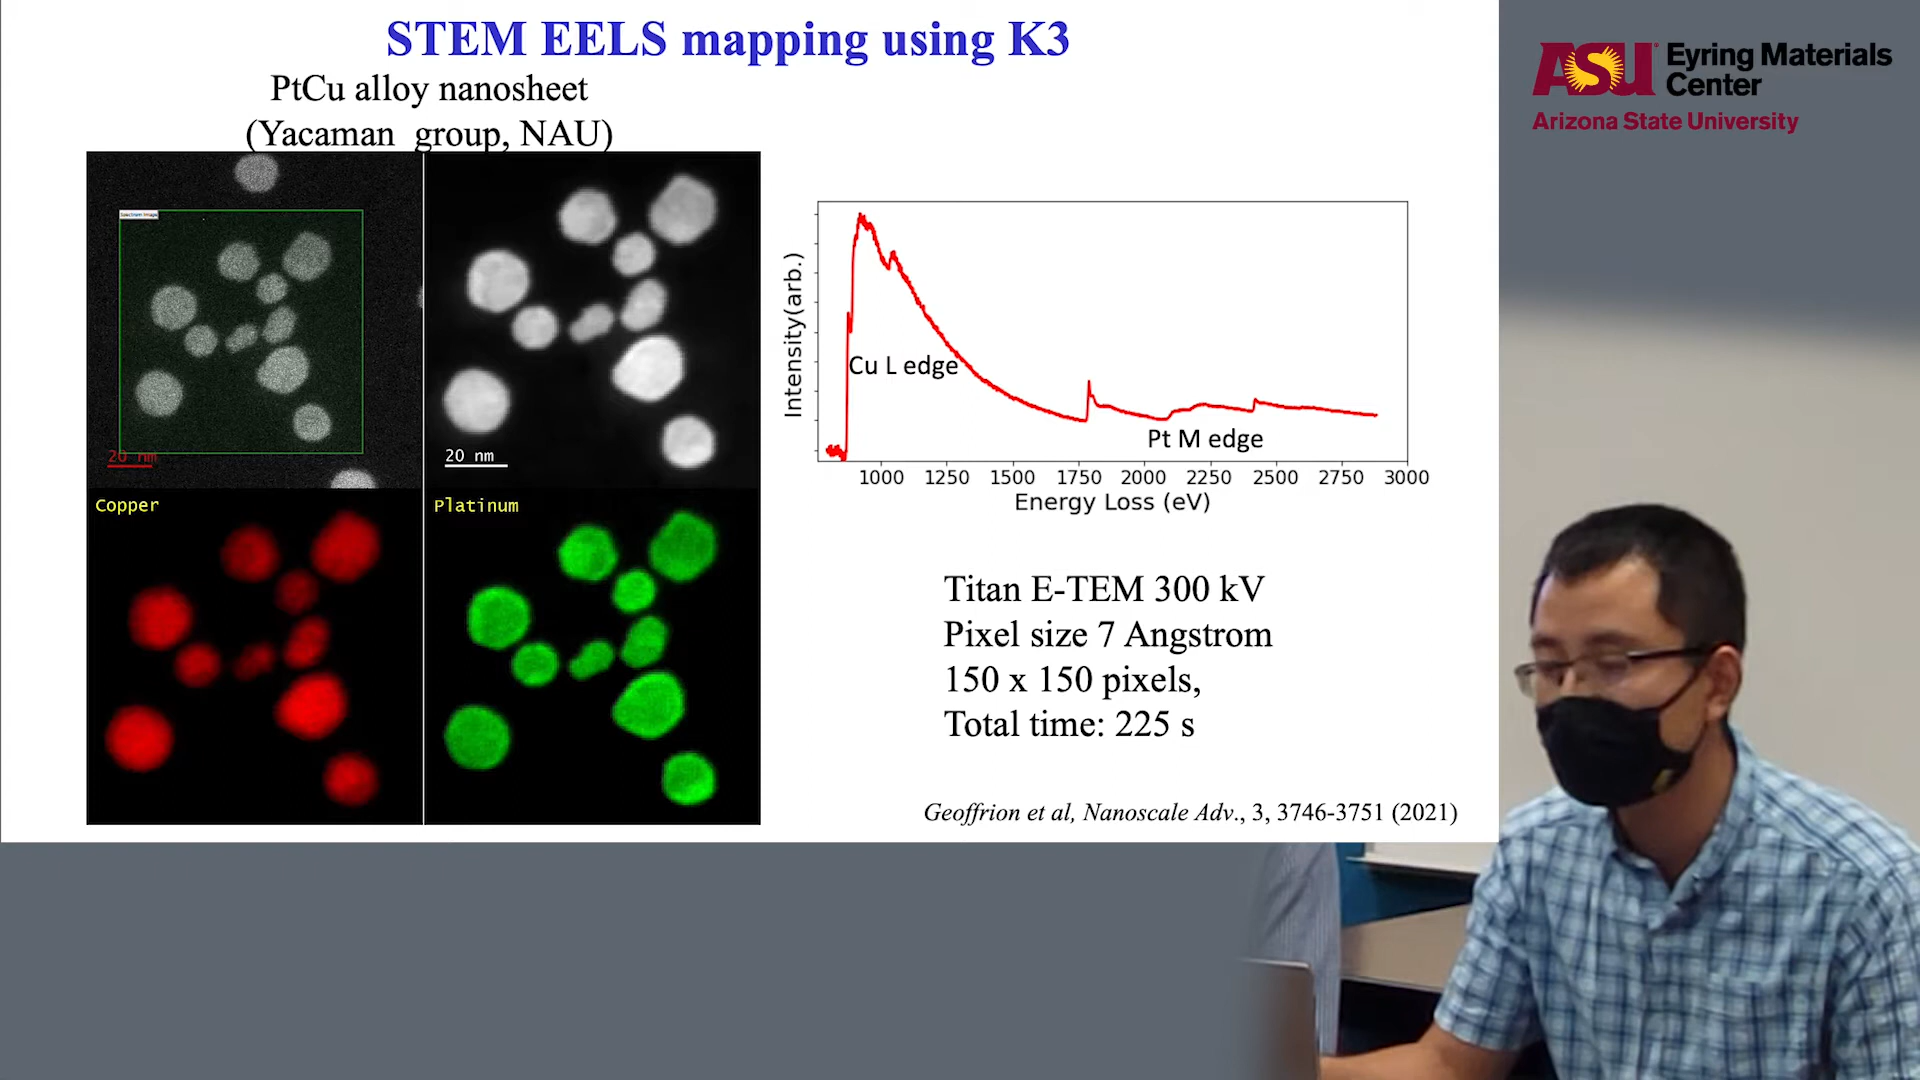 STEM EELS mapping using K3
PtCu alloy nanosheet
(Yacaman group, NAU)
Spectrum Image
20 nm
20 nm
Copper
Platinum
Intensity(arb.)
Cu L edge
Pt M edge
1000 1250 1500 1750 2000 2250 2500 2750 3000
Energy Loss (eV)
Titan E-TEM 300 kV
Pixel size 7 Angstrom
150 x 150 pixels,
Total time: 225 s
Geoffrion et al, Nanoscale Adv., 3, 3746-3751 (2021)
ASU Eyring Materials
Center
Arizona State University